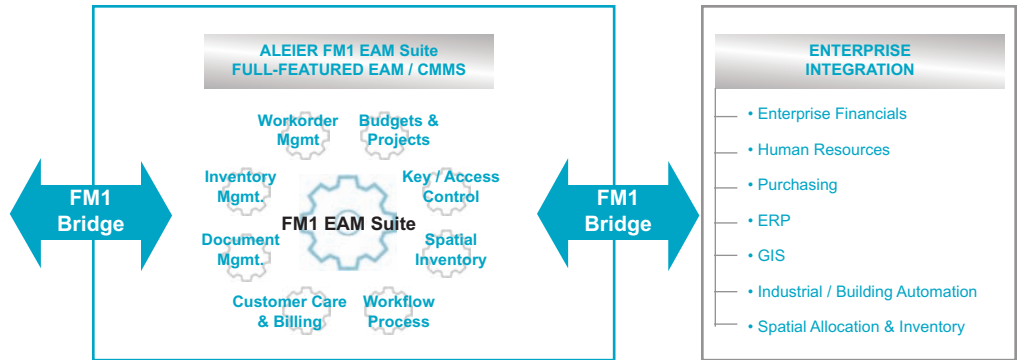 ALEIER FM1 EAM Suite
FULL-FEATURED EAM / CMMS
Workorder
Mgmt
Budgets &
Projects
Inventory
Mgmt.
Key / Access
Control
FM1 EAM Suite
Document
Mgmt.
Spatial
Inventory
Customer Care
& Billing
Workflow
Process
FM1
Bridge
FM1
Bridge
ENTERPRISE
INTEGRATION
• Enterprise Financials
• Human Resources
• Purchasing
• ERP
• GIS
• Industrial / Building Automation
• Spatial Allocation & Inventory